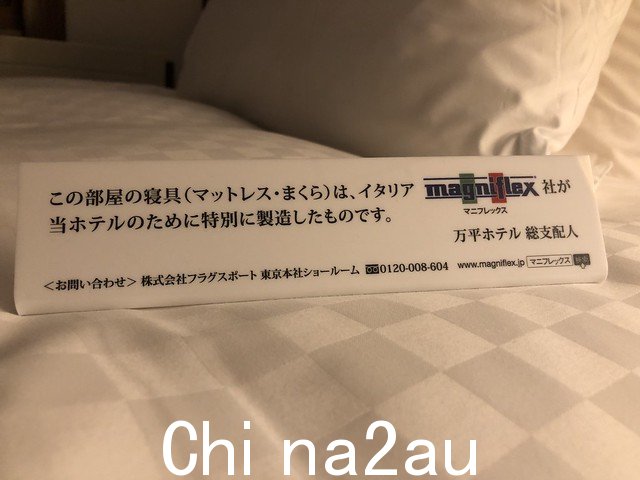 この部屋の寝具（マットレス・まくら）は、イタリア magniflex 社が
マニフレックス
当ホテルのために特別に製造したものです。
万平ホテル 総支配人
＜お問い合わせ＞ 株式会社フラグスポート 東京本社ショールーム 0120-008-604 www.magniflex.jp マニフレックス
China2au